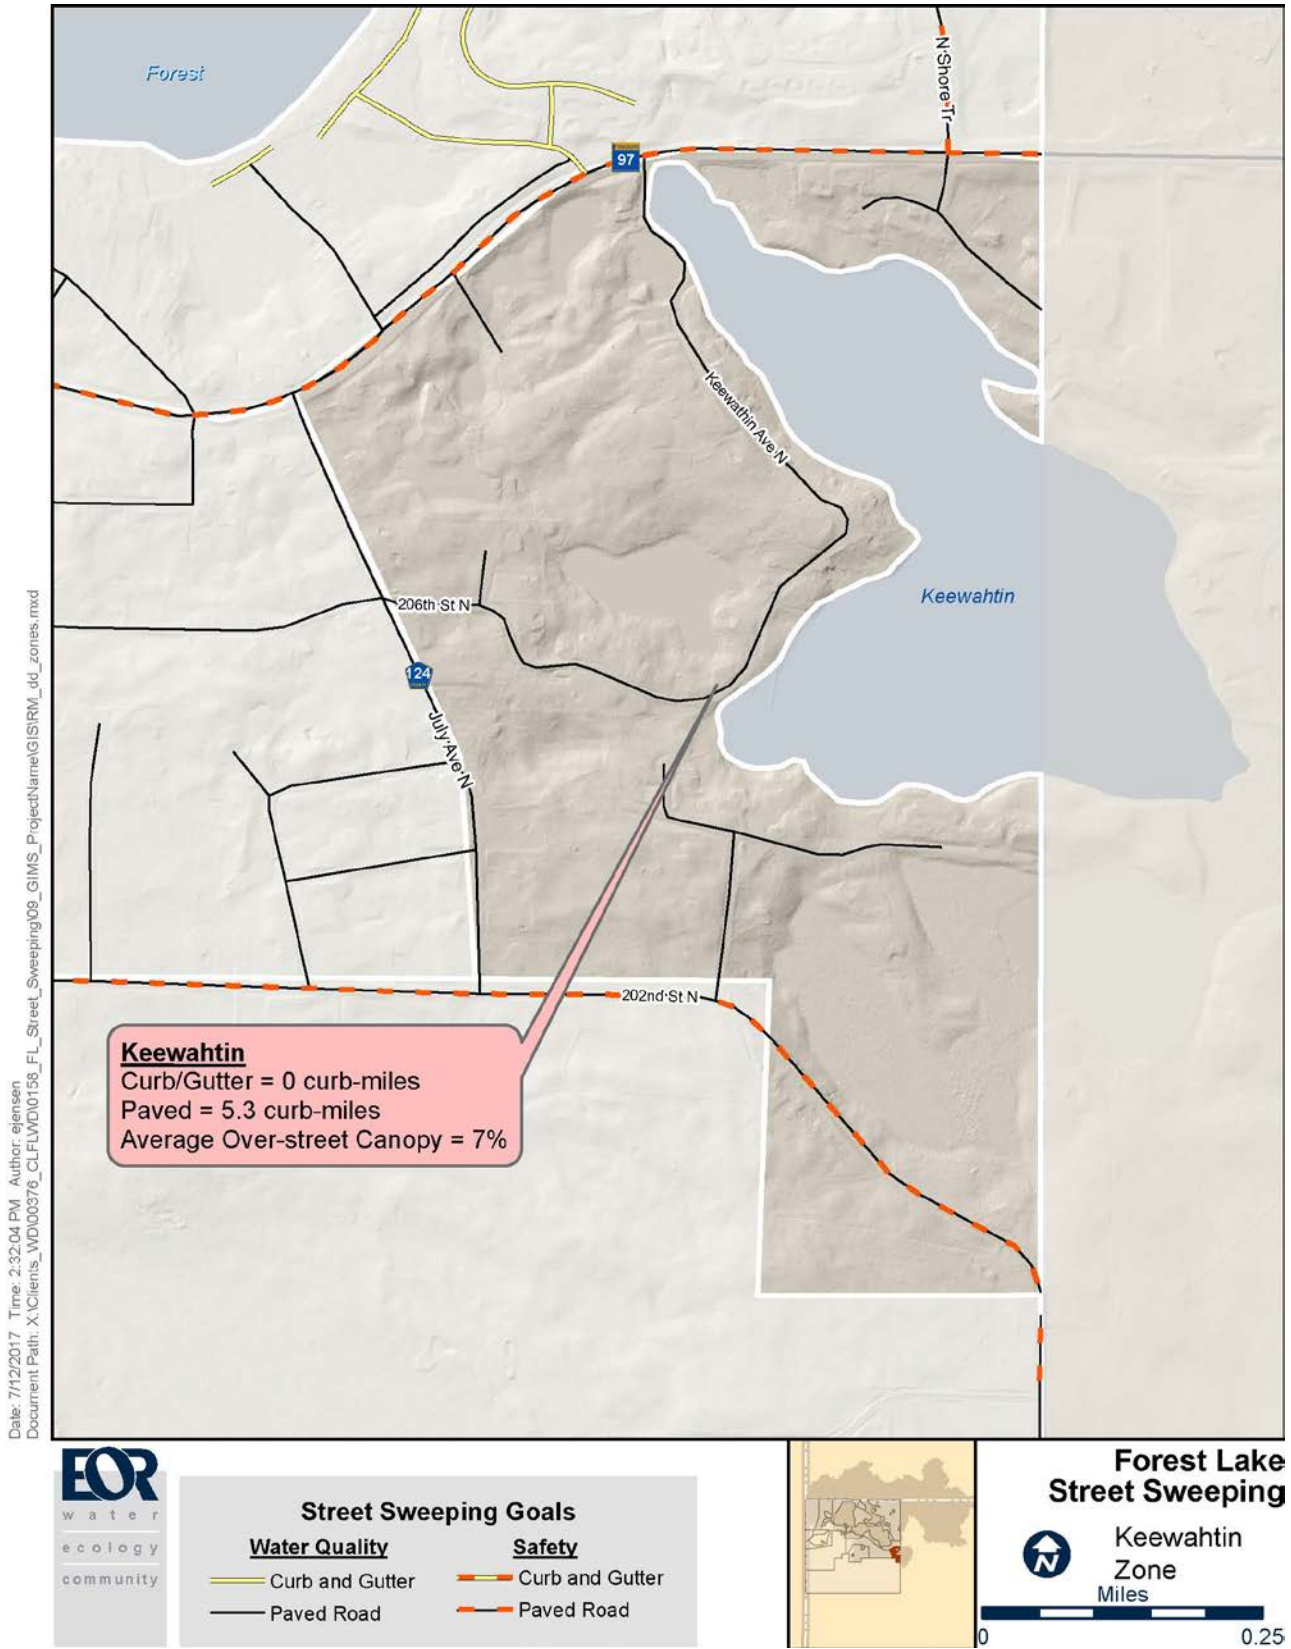 Forest
N Shore Tr
97
Keewathin Ave N
Keewahtin
206th St N
124
July Ave N
202nd St N
Keewahtin
Curb/Gutter = 0 curb-miles
Paved = 5.3 curb-miles
Average Over-street Canopy = 7%
Date: 7/12/2017 Time: 2:32:04 PM Author: ejensen
Document Path: X:\Clients_WD\00376_CLFLWD\0158_FL_Street_Sweeping\09_GIMS_ProjectName\GIS\RM_dd_zones.mxd
EOR
water
ecology
community
Street Sweeping Goals
Water Quality
Curb and Gutter
Paved Road
Safety
Curb and Gutter
Paved Road
Forest Lake
Street Sweeping
N
Keewahtin
Zone
Miles
0 0.25